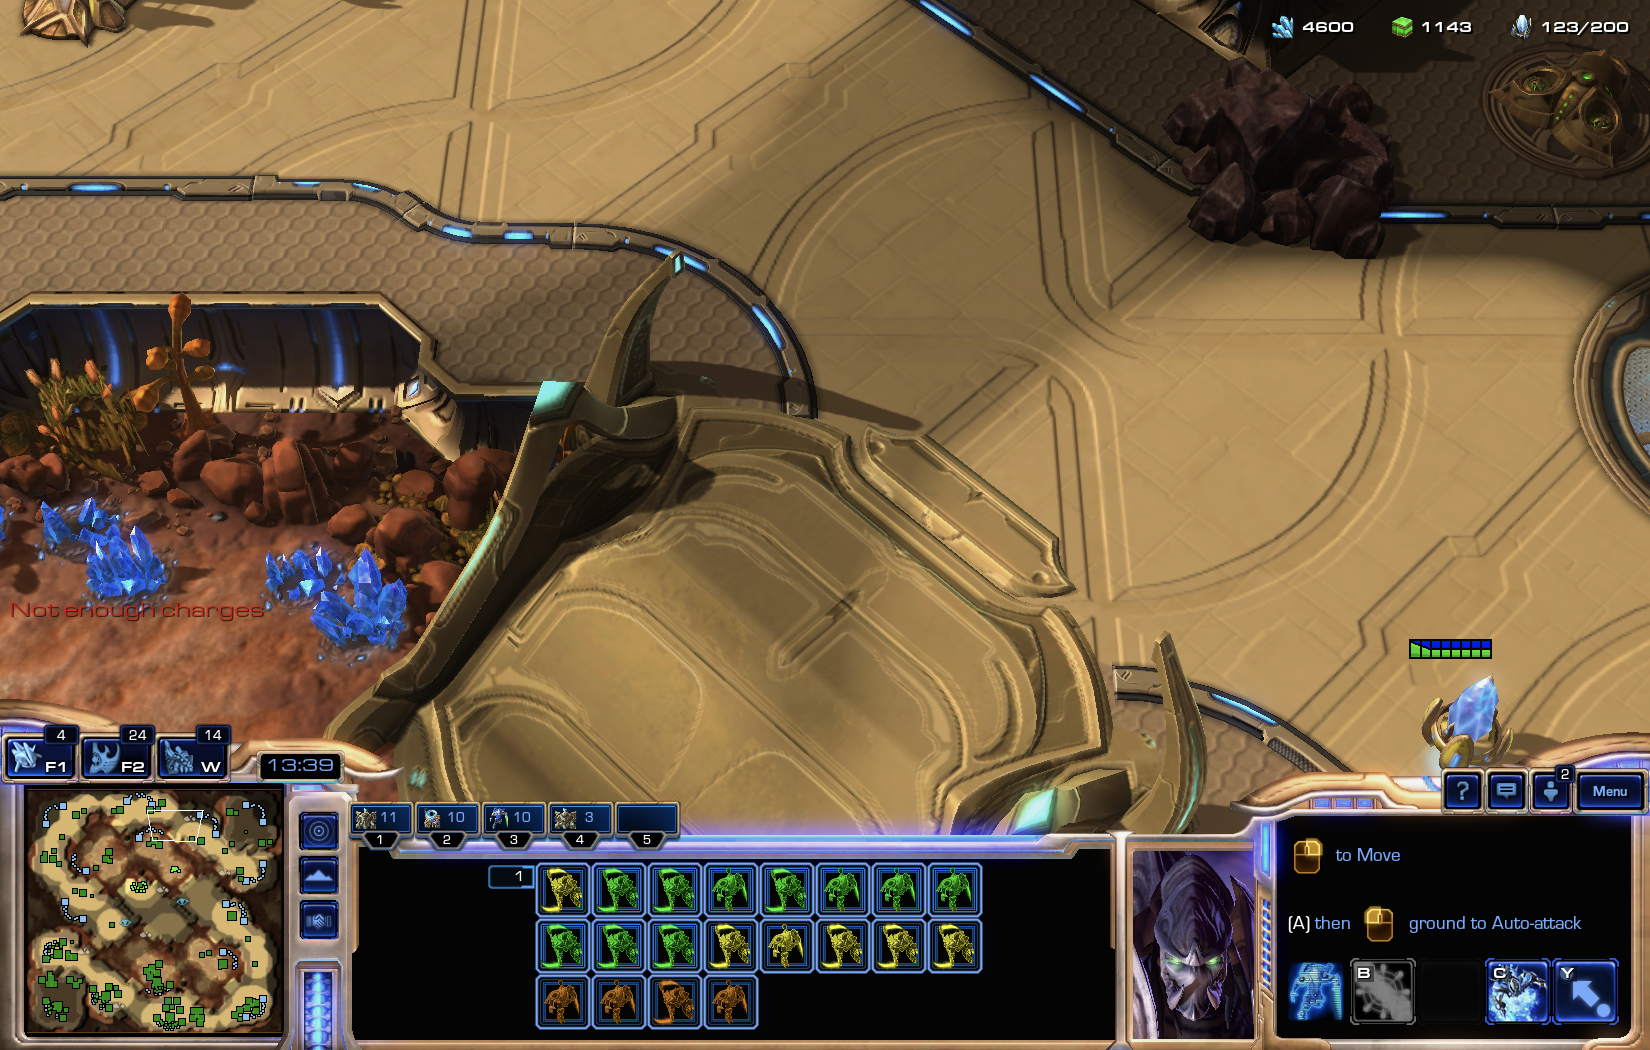 4600 1143 123/200
Not enough charges
4 24 14
F1 F2 W
13:39
? 2 Menu
11 10 10 3
1 2 3 4 5
1
to Move
(A) then ground to Auto-attack
B C Y